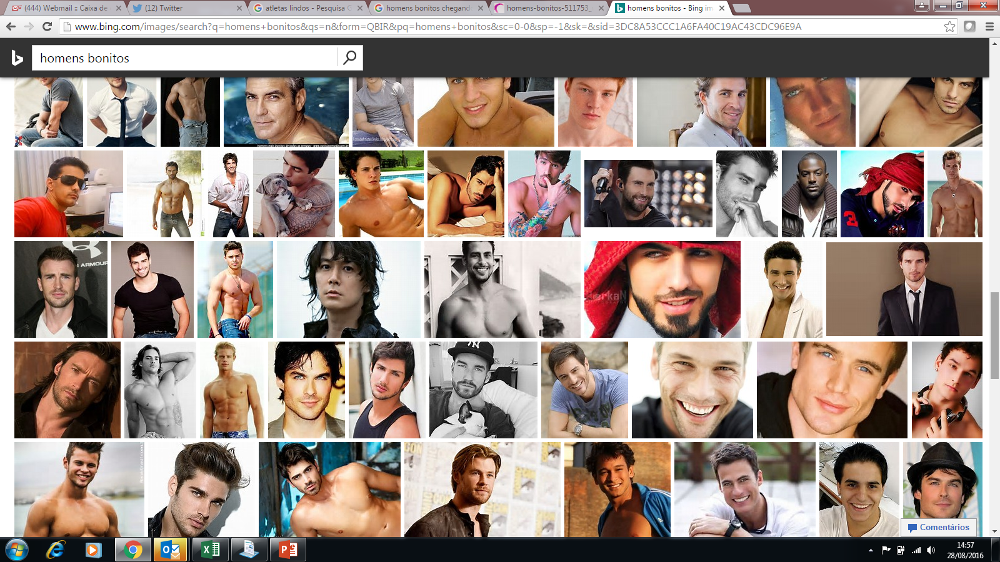 (444) Webmail :: Caixa de
(12) Twitter
atletas lindos - Pesquisa G
homens bonitos chegand
homens-bonitos-511753_
homens bonitos - Bing im
www.bing.com/images/search?q=homens+bonitos&qs=n&form=QBIR&pq=homens+bonitos&sc=0-0&sp=-1&sk=&sid=3DC8A53CCC1A6FA40C19AC43CDC96E9A
homens bonitos
ARMOUR
Comentários
14:57
28/08/2016